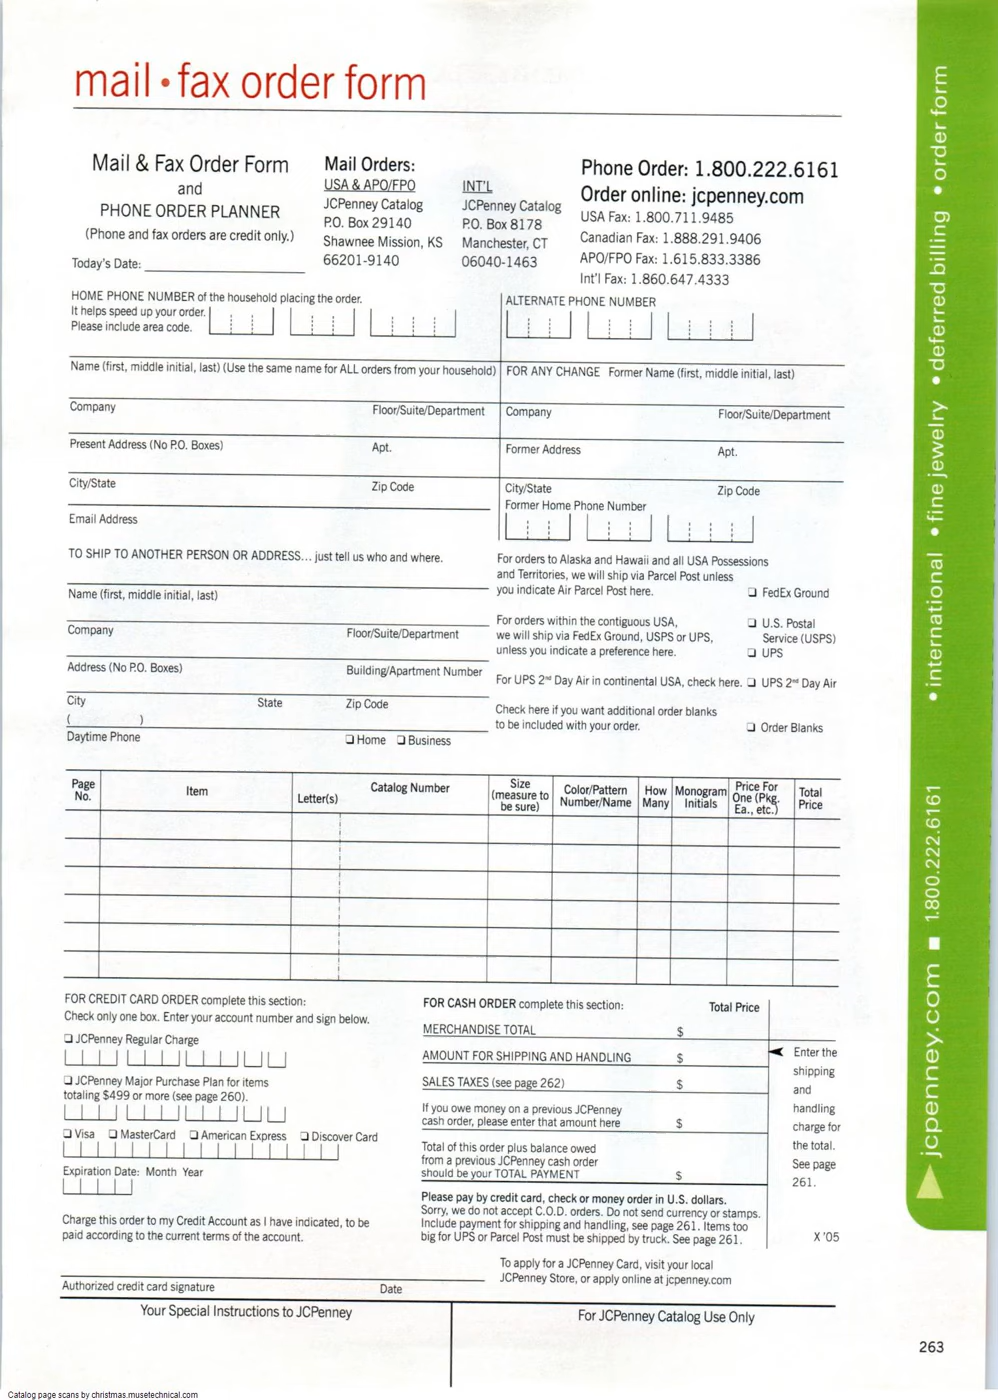 mail • fax order form
Mail & Fax Order Form
and
PHONE ORDER PLANNER
(Phone and fax orders are credit only.)
Today's Date:
Mail Orders:
USA & APO/FPO
JCPenney Catalog
P.O. Box 29140
Shawnee Mission, KS
66201-9140
INT'L
JCPenney Catalog
P.O. Box 8178
Manchester, CT
06040-1463
Phone Order: 1.800.222.6161
Order online: jcpenney.com
USA Fax: 1.800.711.9485
Canadian Fax: 1.888.291.9406
APO/FPO Fax: 1.615.833.3386
Int'l Fax: 1.860.647.4333
HOME PHONE NUMBER of the household placing the order.
It helps speed up your order.
Please include area code.
Name (first, middle initial, last) (Use the same name for ALL orders from your household)
Company Floor/Suite/Department
Present Address (No P.O. Boxes) Apt.
City/State Zip Code
Email Address
ALTERNATE PHONE NUMBER
FOR ANY CHANGE Former Name (first, middle initial, last)
Company Floor/Suite/Department
Former Address Apt.
City/State Zip Code
Former Home Phone Number
TO SHIP TO ANOTHER PERSON OR ADDRESS... just tell us who and where.
Name (first, middle initial, last)
Company Floor/Suite/Department
Address (No P.O. Boxes) Building/Apartment Number
City State Zip Code
( )
Daytime Phone ❏ Home ❏ Business
For orders to Alaska and Hawaii and all USA Possessions
and Territories, we will ship via Parcel Post unless
you indicate Air Parcel Post here. ❏ FedEx Ground
For orders within the contiguous USA, ❏ U.S. Postal
we will ship via FedEx Ground, USPS or UPS, Service (USPS)
unless you indicate a preference here. ❏ UPS
For UPS 2nd Day Air in continental USA, check here. ❏ UPS 2nd Day Air
Check here if you want additional order blanks
to be included with your order. ❏ Order Blanks
Page
No.
Item
Letter(s)
Catalog Number
Size
(measure to
be sure)
Color/Pattern
Number/Name
How
Many
Monogram
Initials
Price For
One (Pkg.
Ea., etc.)
Total
Price
FOR CREDIT CARD ORDER complete this section:
Check only one box. Enter your account number and sign below.
❏ JCPenney Regular Charge
❏ JCPenney Major Purchase Plan for items
totaling $499 or more (see page 260).
❏ Visa ❏ MasterCard ❏ American Express ❏ Discover Card
Expiration Date: Month Year
Charge this order to my Credit Account as I have indicated, to be
paid according to the current terms of the account.
Authorized credit card signature Date
FOR CASH ORDER complete this section: Total Price
MERCHANDISE TOTAL $
AMOUNT FOR SHIPPING AND HANDLING $
SALES TAXES (see page 262) $
If you owe money on a previous JCPenney
cash order, please enter that amount here $
Total of this order plus balance owed
from a previous JCPenney cash order
should be your TOTAL PAYMENT $
Please pay by credit card, check or money order in U.S. dollars.
Sorry, we do not accept C.O.D. orders. Do not send currency or stamps.
Include payment for shipping and handling, see page 261. Items too
big for UPS or Parcel Post must be shipped by truck. See page 261.
Enter the
shipping
and
handling
charge for
the total.
See page
261.
X '05
To apply for a JCPenney Card, visit your local
JCPenney Store, or apply online at jcpenney.com
Your Special Instructions to JCPenney
For JCPenney Catalog Use Only
jcpenney.com ■ 1.800.222.6161 • international • fine jewelry • deferred billing • order form
263
Catalog page scans by christmas.musetechnical.com